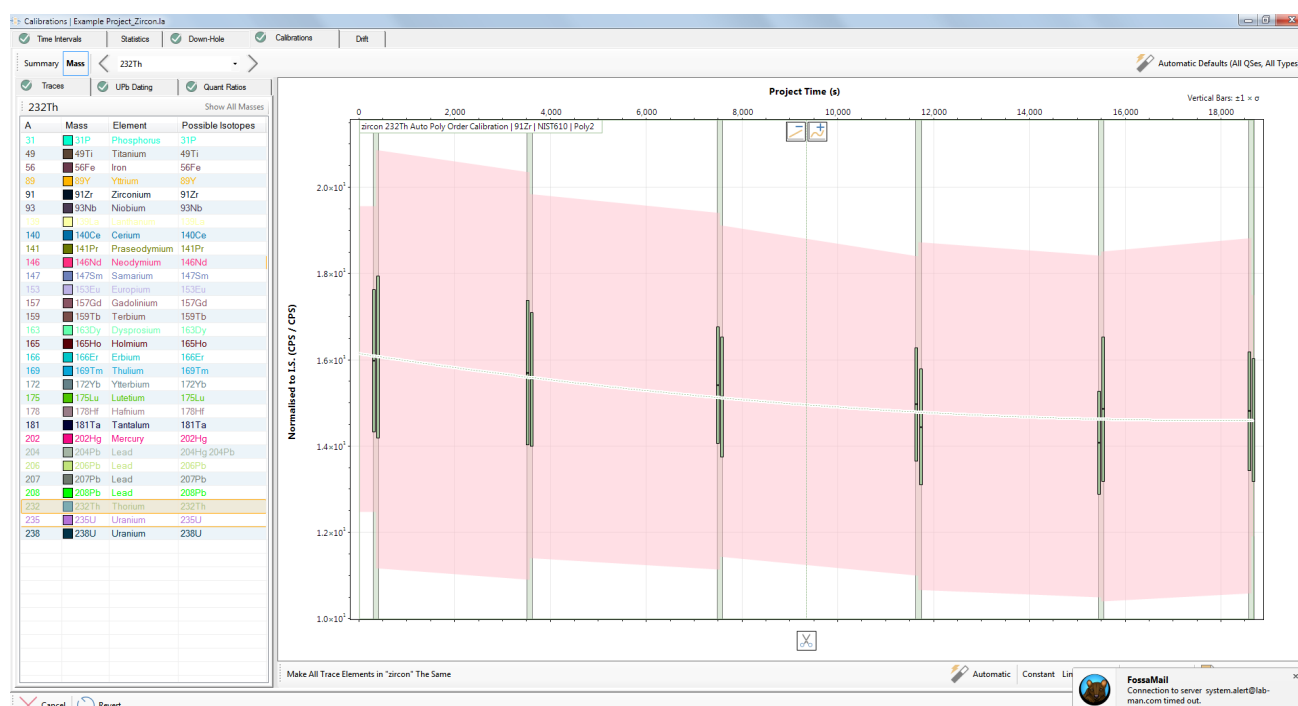 Calibrations | Example Project_Zircon.la
Time Intervals Statistics Down-Hole Calibrations Drift
Summary Mass 232Th Automatic Defaults (All QSes, All Types
Traces UPb Dating Quant Ratios
232Th Show All Masses
A Mass Element Possible Isotopes
31 31P Phosphorus 31P
49 49Ti Titanium 49Ti
56 56Fe Iron 56Fe
89 89Y Yttrium 89Y
91 91Zr Zirconium 91Zr
93 93Nb Niobium 93Nb
140 140Ce Cerium 140Ce
141 141Pr Praseodymium 141Pr
146 146Nd Neodymium 146Nd
147 147Sm Samarium 147Sm
153 153Eu Europium 153Eu
157 157Gd Gadolinium 157Gd
159 159Tb Terbium 159Tb
163 163Dy Dysprosium 163Dy
165 165Ho Holmium 165Ho
166 166Er Erbium 166Er
169 169Tm Thulium 169Tm
172 172Yb Ytterbium 172Yb
175 175Lu Lutetium 175Lu
178 178Hf Hafnium 178Hf
181 181Ta Tantalum 181Ta
202 202Hg Mercury 202Hg
204 204Pb Lead 204Hg 204Pb
206 206Pb Lead 206Pb
207 207Pb Lead 207Pb
208 208Pb Lead 208Pb
232 232Th Thorium 232Th
235 235U Uranium 235U
238 238U Uranium 238U
Project Time (s)
Vertical Bars: ±1 × σ
0 2,000 4,000 6,000 8,000 10,000 12,000 14,000 16,000 18,000
zircon 232Th Auto Poly Order Calibration | 91Zr | NIST610 | Poly2
Normalised to I.S. (CPS / CPS)
2.0×10¹
1.8×10¹
1.6×10¹
1.4×10¹
1.2×10¹
1.0×10¹
Make All Trace Elements in "zircon" The Same Automatic Constant Lin
FossaMail
Connection to server system.alert@lab-
man.com timed out.
Cancel Revert